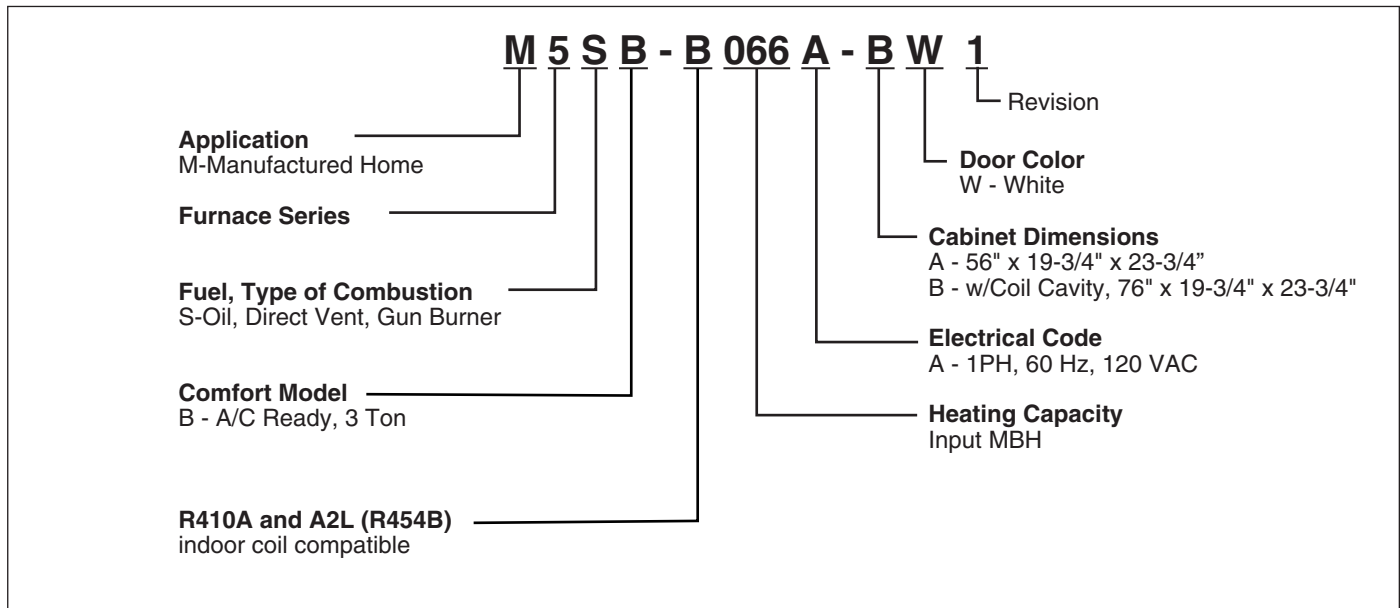 M 5 S B - B 066 A - B W 1
Revision
Application
M-Manufactured Home
Door Color
W - White
Furnace Series
Cabinet Dimensions
A - 56" x 19-3/4" x 23-3/4”
B - w/Coil Cavity, 76" x 19-3/4" x 23-3/4"
Fuel, Type of Combustion
S-Oil, Direct Vent, Gun Burner
Electrical Code
A - 1PH, 60 Hz, 120 VAC
Comfort Model
B - A/C Ready, 3 Ton
Heating Capacity
Input MBH
R410A and A2L (R454B)
indoor coil compatible